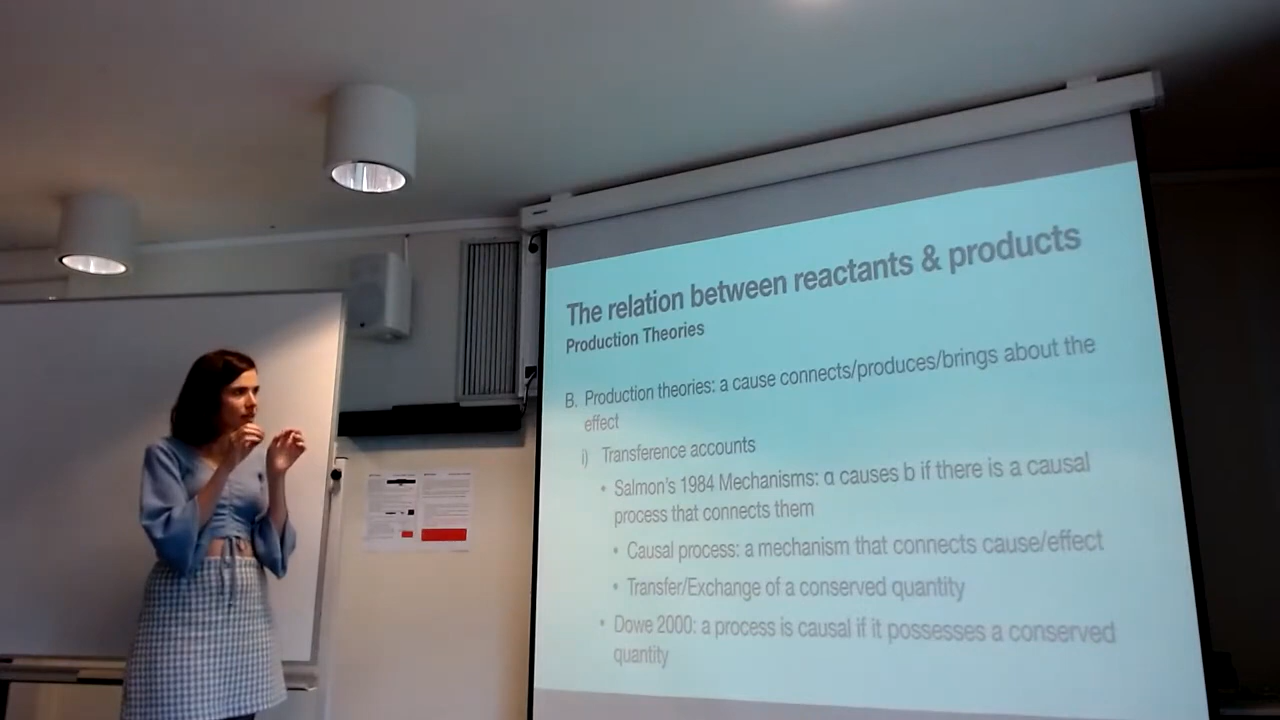 The relation between reactants & products
Production Theories
B. Production theories: a cause connects/produces/brings about the
effect
i) Transference accounts
• Salmon's 1984 Mechanisms: α causes b if there is a causal
process that connects them
• Causal process: a mechanism that connects cause/effect
• Transfer/Exchange of a conserved quantity
• Dowe 2000: a process is causal if it possesses a conserved
quantity